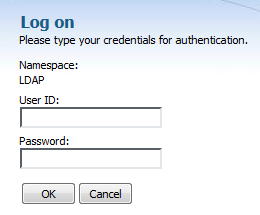 Log on
Please type your credentials for authentication.
Namespace:
LDAP
User ID:
Password:
OK Cancel